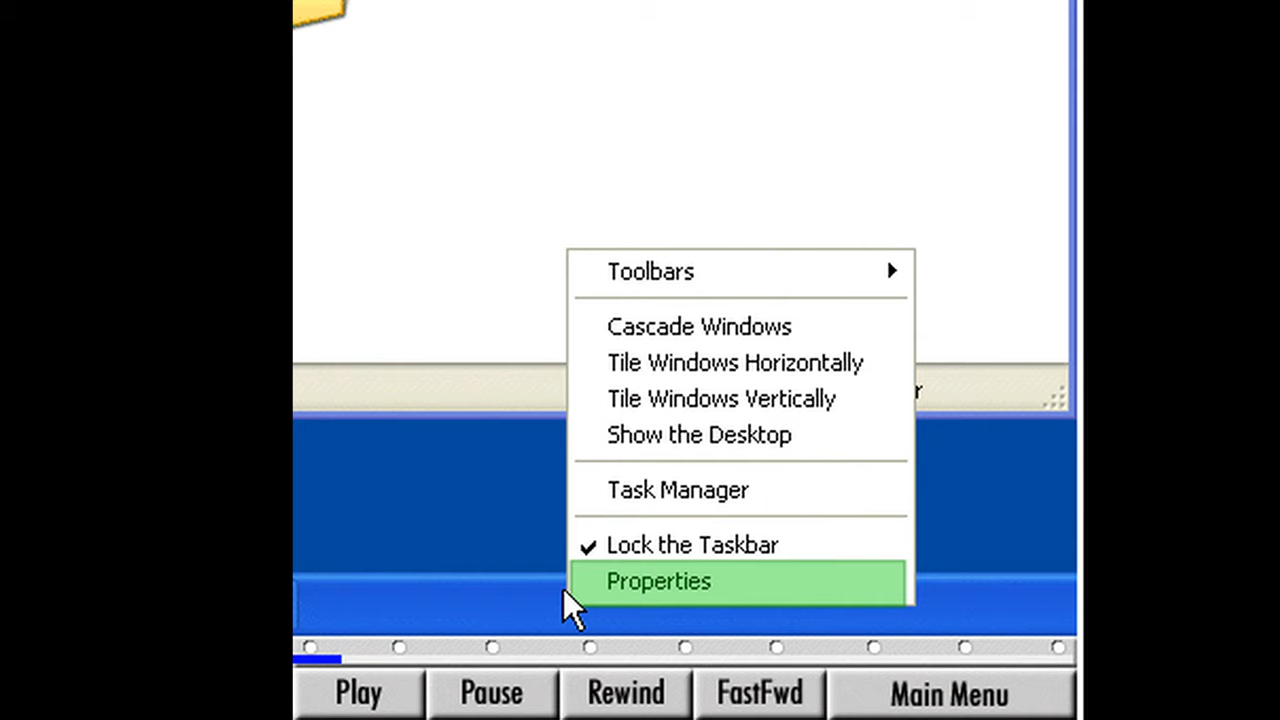 Toolbars
Cascade Windows
Tile Windows Horizontally
Tile Windows Vertically
Show the Desktop
Task Manager
Lock the Taskbar
Properties
Play Pause Rewind FastFwd Main Menu